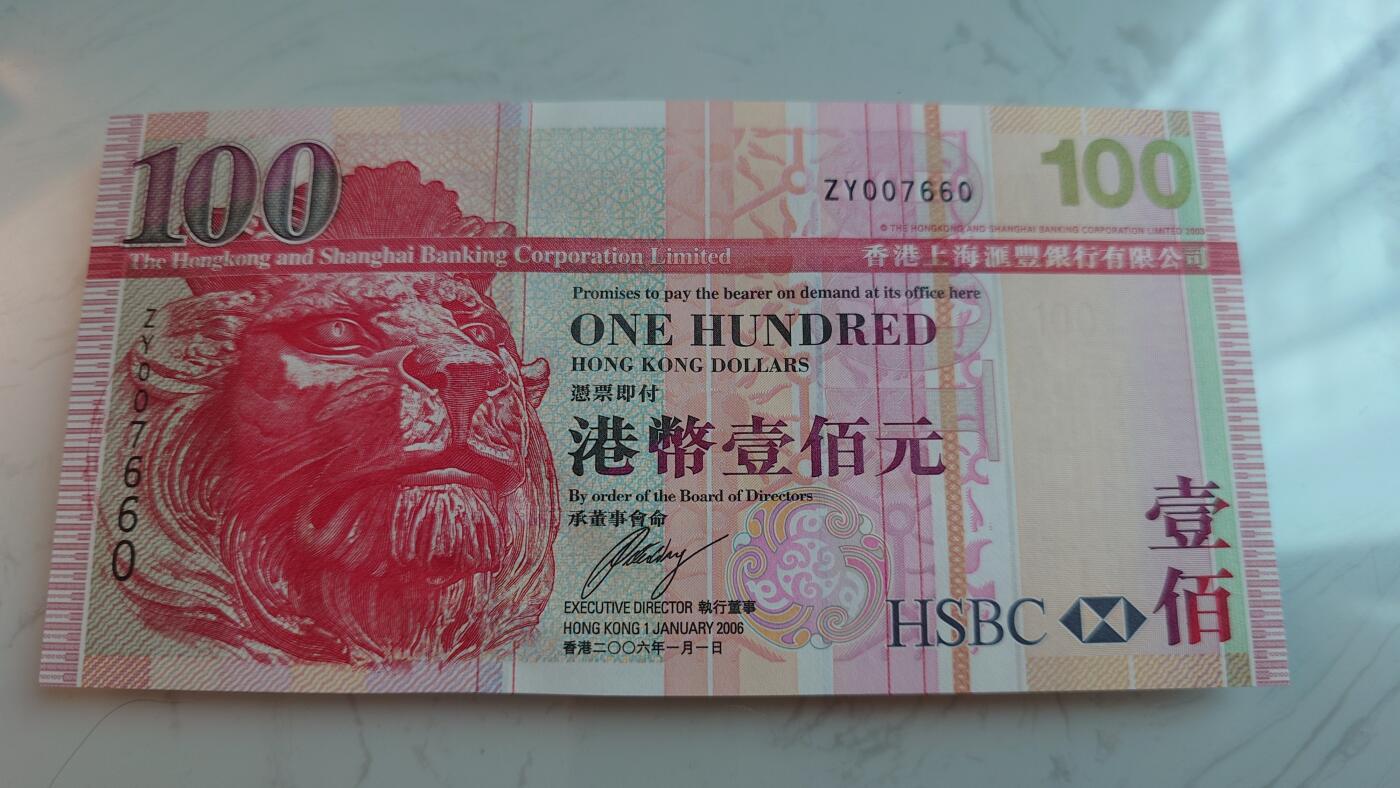 100
ZY007660
100
© THE HONGKONG AND SHANGHAI BANKING CORPORATION LIMITED 2003
The Hongkong and Shanghai Banking Corporation Limited
香港上海滙豐銀行有限公司
ZY007660
Promises to pay the bearer on demand at its office here
ONE HUNDRED
HONG KONG DOLLARS
憑票即付
港幣壹佰元
By order of the Board of Directors
承董事會命
EXECUTIVE DIRECTOR 執行董事
HONG KONG 1 JANUARY 2006
香港二〇〇六年一月一日
HSBC
壹佰